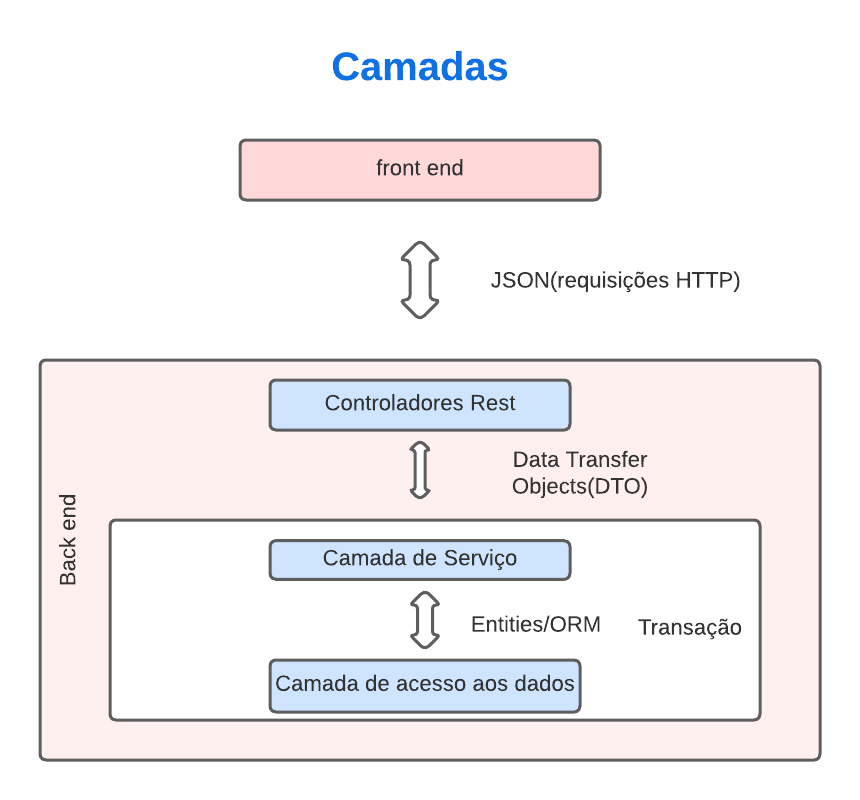 Camadas
front end
JSON(requisições HTTP)
Controladores Rest
Data Transfer
Objects(DTO)
Back end
Camada de Serviço
Entities/ORM
Transação
Camada de acesso aos dados